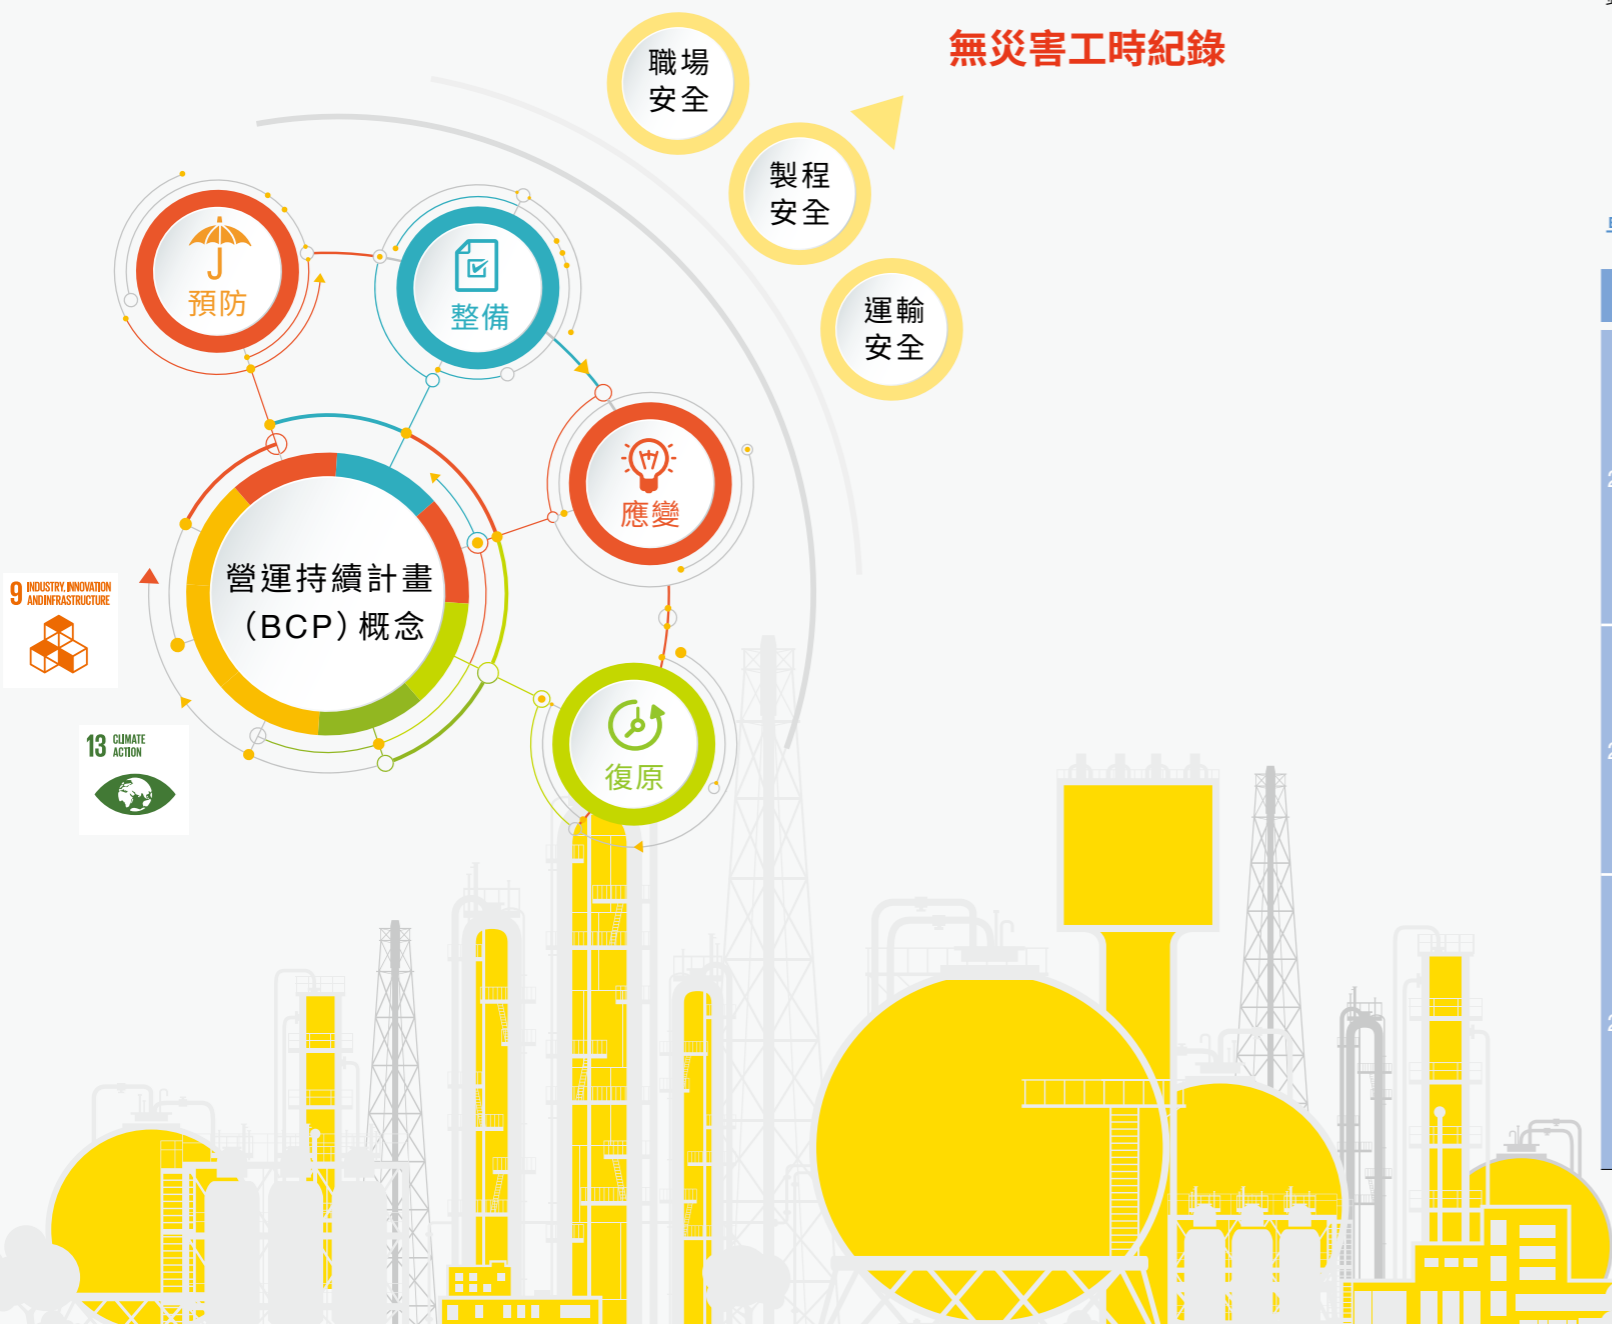 無災害工時紀錄
職場
安全
製程
安全
運輸
安全
預防
整備
應變
復原
營運持續計畫
（BCP）概念
9 INDUSTRY, INNOVATION
ANDINFRASTRUCTURE
13 CLIMATE
ACTION